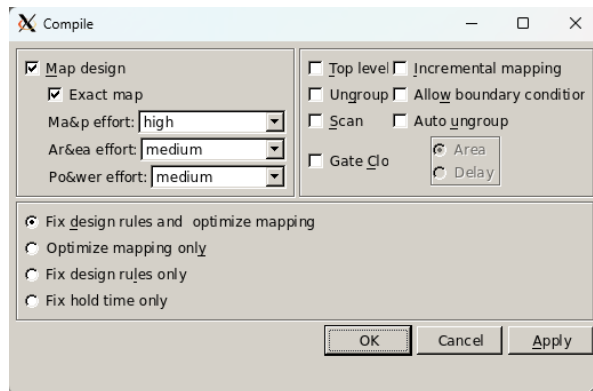 Compile
Map design
Exact map
Ma&p effort: high
Ar&ea effort: medium
Po&wer effort: medium
Top level Incremental mapping
Ungroup Allow boundary condition
Scan Auto ungroup
Gate Clo
Area
Delay
Fix design rules and optimize mapping
Optimize mapping only
Fix design rules only
Fix hold time only
OK Cancel Apply